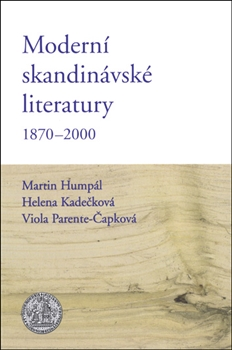 Moderní
skandinávské
literatury
1870–2000
Martin Humpál
Helena Kadečková
Viola Parente-Čapková